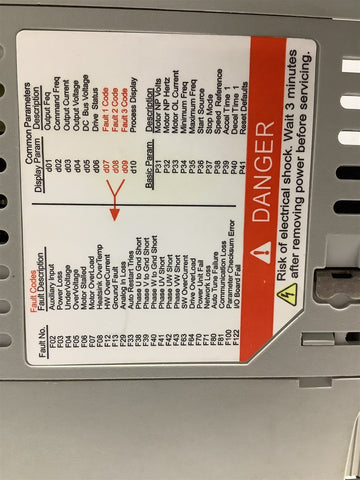 Common Parameters
Display Param Description
d01 Output Freq
d02 Command Freq
d03 Output Current
d04 Output Voltage
d05 DC Bus Voltage
d06 Drive Status
d07 Fault 1 Code
d08 Fault 2 Code
d09 Fault 3 Code
d10 Process Display
Basic Param Description
P31 Motor NP Volts
P32 Motor NP Hertz
P33 Motor OL Current
P34 Minimum Freq
P35 Maximum Freq
P36 Start Source
P37 Stop Mode
P38 Speed Reference
P39 Accel Time 1
P40 Decel Time 1
P41 Reset Defaults
Fault Codes
Fault No. Fault Description
F02 Auxiliary Input
F03 Power Loss
F04 UnderVoltage
F05 OverVoltage
F06 Motor Stalled
F07 Motor OverLoad
F08 Heatsink OverTemp
F12 HW OverCurrent
F13 Ground Fault
F29 Analog In Loss
F33 Auto Restart Tries
F38 Phase U to Gnd Short
F39 Phase V to Gnd Short
F40 Phase W to Gnd Short
F41 Phase UV Short
F42 Phase UW Short
F43 Phase VW Short
F63 SW OverCurrent
F64 Drive OverLoad
F70 Power Unit Fail
F71 Network Loss
F80 Auto Tune Failure
F81 Communication Loss
F100 Parameter Checksum Error
F122 I/O Board Fail
DANGER
Risk of electrical shock. Wait 3 minutes
after removing power before servicing.